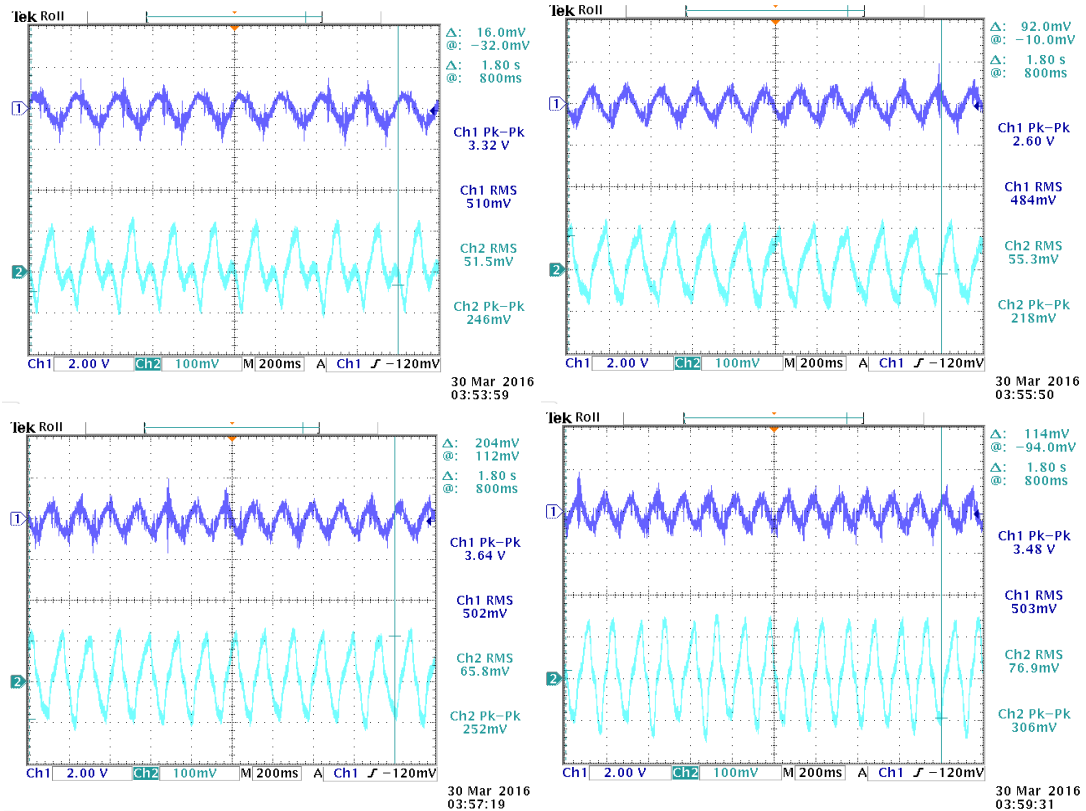 Tek Roll
Δ: 16.0mV
@: −32.0mV
Δ: 1.80 s
@: 800ms
1
Ch1 Pk−Pk
3.32 V
Ch1 RMS
510mV
Ch2 RMS
51.5mV
2
Ch2 Pk−Pk
246mV
Ch1 2.00 V Ch2 100mV M 200ms A Ch1 ƒ −120mV
30 Mar 2016
03:53:59
Tek Roll
Δ: 92.0mV
@: −10.0mV
Δ: 1.80 s
@: 800ms
1
Ch1 Pk−Pk
2.60 V
Ch1 RMS
484mV
Ch2 RMS
55.3mV
2
Ch2 Pk−Pk
218mV
Ch1 2.00 V Ch2 100mV M 200ms A Ch1 ƒ −120mV
30 Mar 2016
03:55:50
Tek Roll
Δ: 204mV
@: 112mV
Δ: 1.80 s
@: 800ms
1
Ch1 Pk−Pk
3.64 V
Ch1 RMS
502mV
Ch2 RMS
65.8mV
2
Ch2 Pk−Pk
252mV
Ch1 2.00 V Ch2 100mV M 200ms A Ch1 ƒ −120mV
30 Mar 2016
03:57:19
Tek Roll
Δ: 114mV
@: −94.0mV
Δ: 1.80 s
@: 800ms
1
Ch1 Pk−Pk
3.48 V
Ch1 RMS
503mV
Ch2 RMS
76.9mV
2
Ch2 Pk−Pk
306mV
Ch1 2.00 V Ch2 100mV M 200ms A Ch1 ƒ −120mV
30 Mar 2016
03:59:31